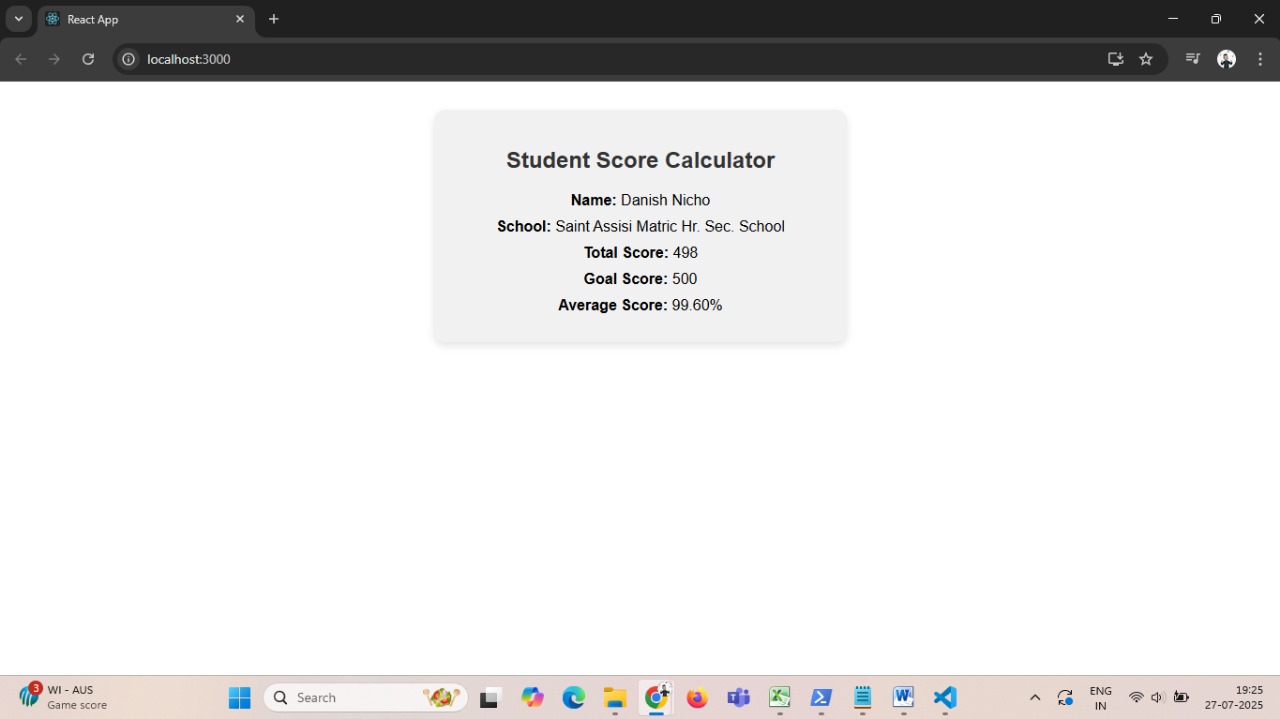 React App
localhost:3000
Student Score Calculator
Name: Danish Nicho
School: Saint Assisi Matric Hr. Sec. School
Total Score: 498
Goal Score: 500
Average Score: 99.60%
3
WI - AUS
Game score
Search
ENG
IN
19:25
27-07-2025